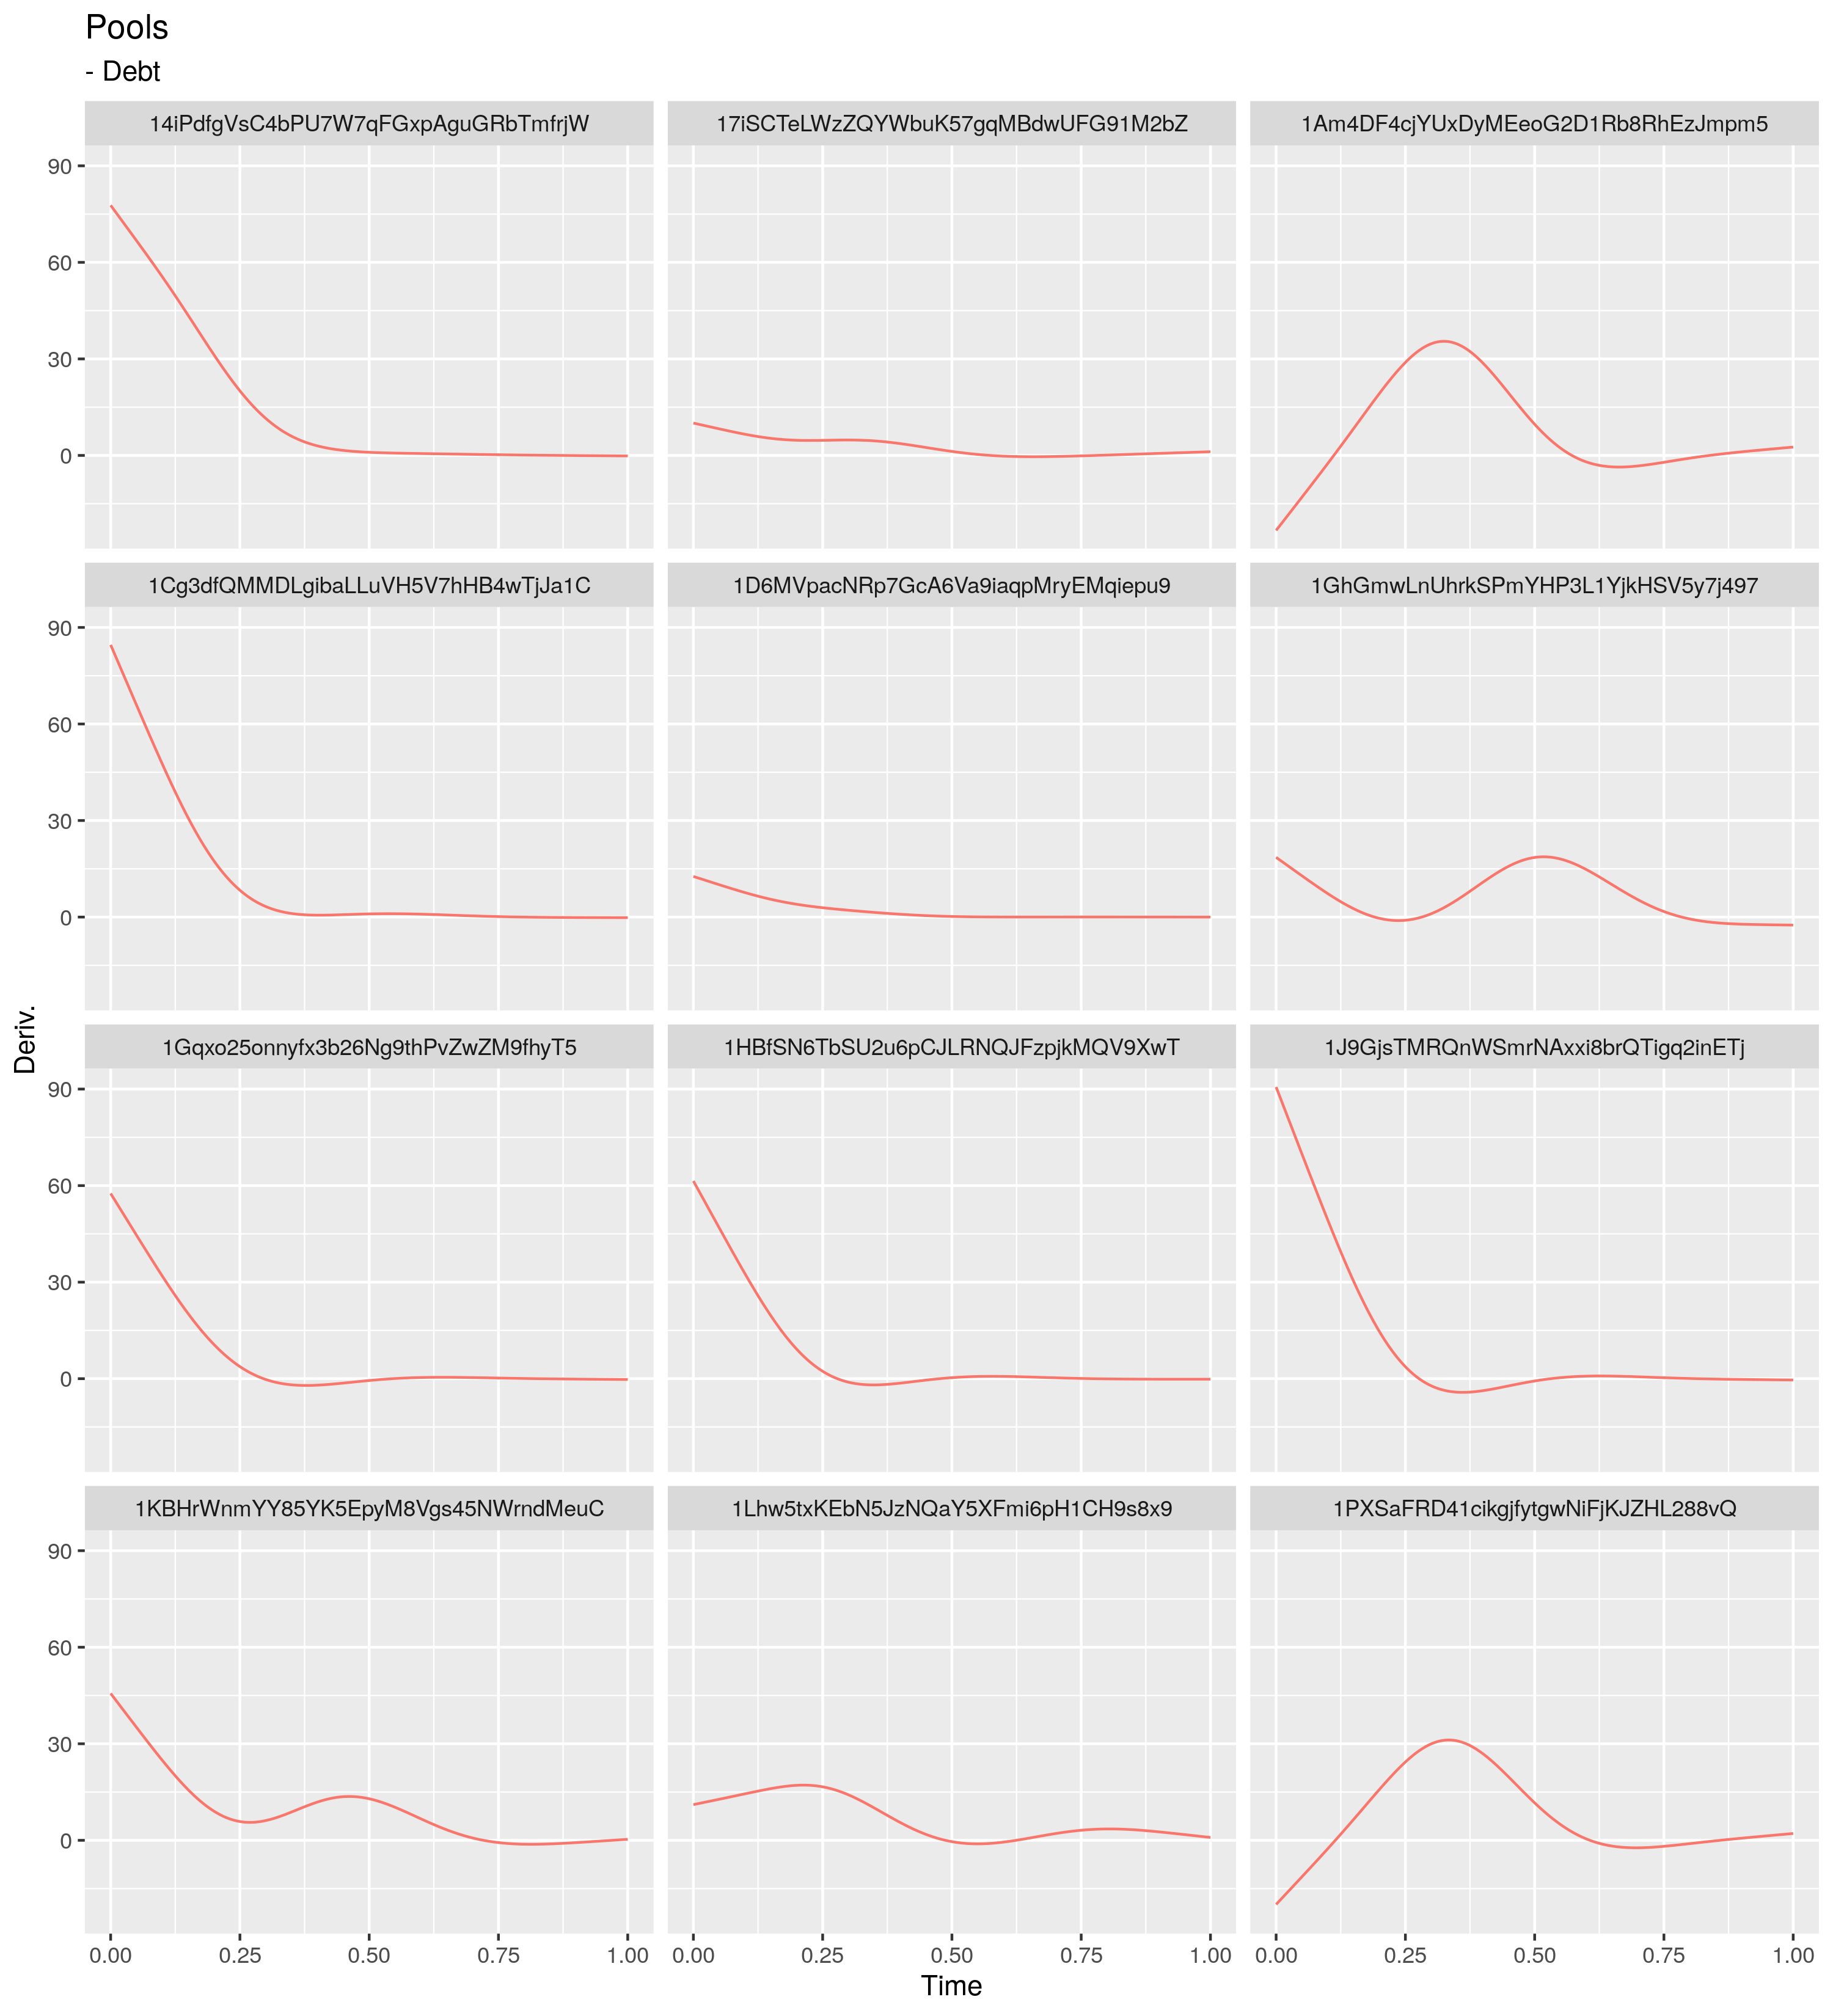 Pools
- Debt
14iPdfgVsC4bPU7W7qFGxpAguGRbTmfrjW
17iSCTeLWzZQYWbuK57gqMBdwUFG91M2bZ
1Am4DF4cjYUxDyMEeoG2D1Rb8RhEzJmpm5
90
60
30
0
1Cg3dfQMMDLgibaLLuVH5V7hHB4wTjJa1C
1D6MVpacNRp7GcA6Va9iaqpMryEMqiepu9
1GhGmwLnUhrkSPmYHP3L1YjkHSV5y7j497
90
60
30
0
Deriv.
1Gqxo25onnyfx3b26Ng9thPvZwZM9fhyT5
1HBfSN6TbSU2u6pCJLRNQJFzpjkMQV9XwT
1J9GjsTMRQnWSmrNAxxi8brQTigq2inETj
90
60
30
0
1KBHrWnmYY85YK5EpyM8Vgs45NWrndMeuC
1Lhw5txKEbN5JzNQaY5XFmi6pH1CH9s8x9
1PXSaFRD41cikgjfytgwNiFjKJZHL288vQ
90
60
30
0
0.00 0.25 0.50 0.75 1.00
0.00 0.25 0.50 0.75 1.00
0.00 0.25 0.50 0.75 1.00
Time